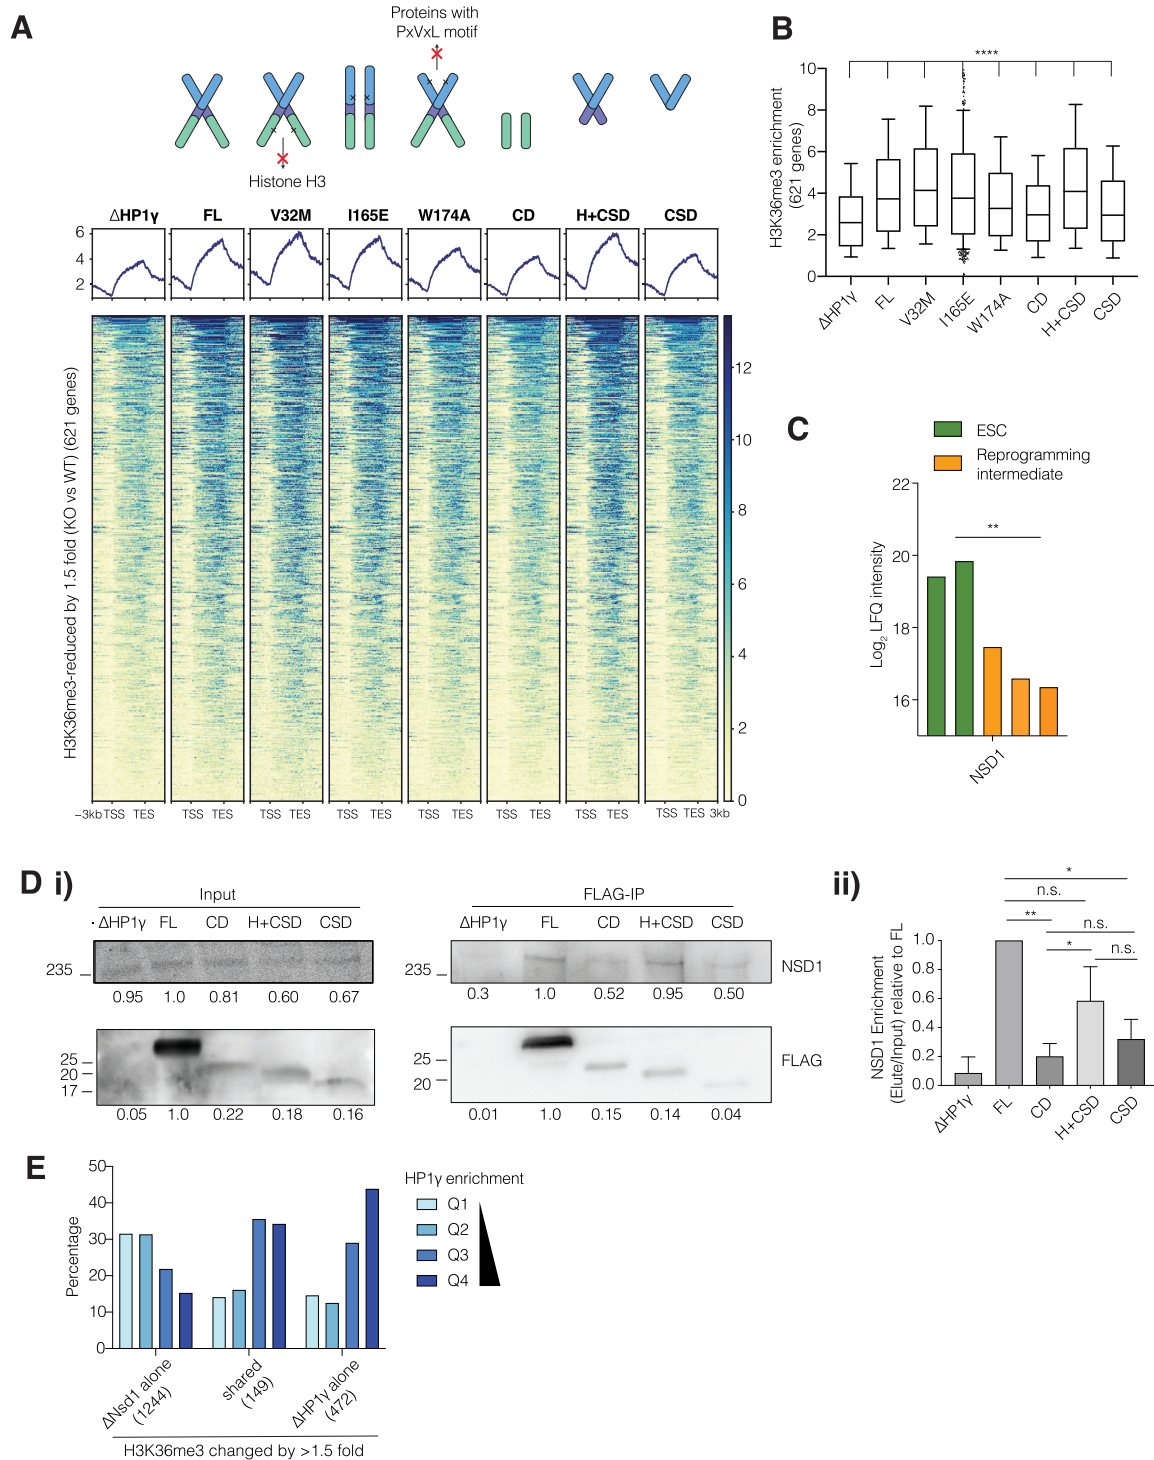 A
Proteins with
PxVxL motif
Histone H3
ΔHP1γ FL V32M I165E W174A CD H+CSD CSD
6
4
2
H3K36me3-reduced by 1.5 fold (KO vs WT) (621 genes)
12
10
8
6
4
2
0
−3kb TSS TES TSS TES TSS TES TSS TES TSS TES TSS TES TSS TES TSS TES 3kb
B
****
H3K36me3 enrichment
(621 genes)
10
8
6
4
2
0
ΔHP1γ FL V32M I165E W174A CD H+CSD CSD
C
ESC
Reprogramming
intermediate
**
Log2 LFQ intensity
22
20
18
16
NSD1
D i)
Input
ΔHP1γ FL CD H+CSD CSD
235
0.95 1.0 0.81 0.60 0.67
25
20
17
0.05 1.0 0.22 0.18 0.16
FLAG-IP
ΔHP1γ FL CD H+CSD CSD
235
NSD1
0.3 1.0 0.52 0.95 0.50
25
20
FLAG
0.01 1.0 0.15 0.14 0.04
ii)
*
n.s.
** n.s.
* n.s.
NSD1 Enrichment
(Elute/Input) relative to FL
1.0
0.8
0.6
0.4
0.2
0.0
ΔHP1γ FL CD H+CSD CSD
E
Percentage
50
40
30
20
10
0
HP1γ enrichment
Q1
Q2
Q3
Q4
ΔNsd1 alone
(1244)
shared
(149)
ΔHP1γ alone
(472)
H3K36me3 changed by >1.5 fold